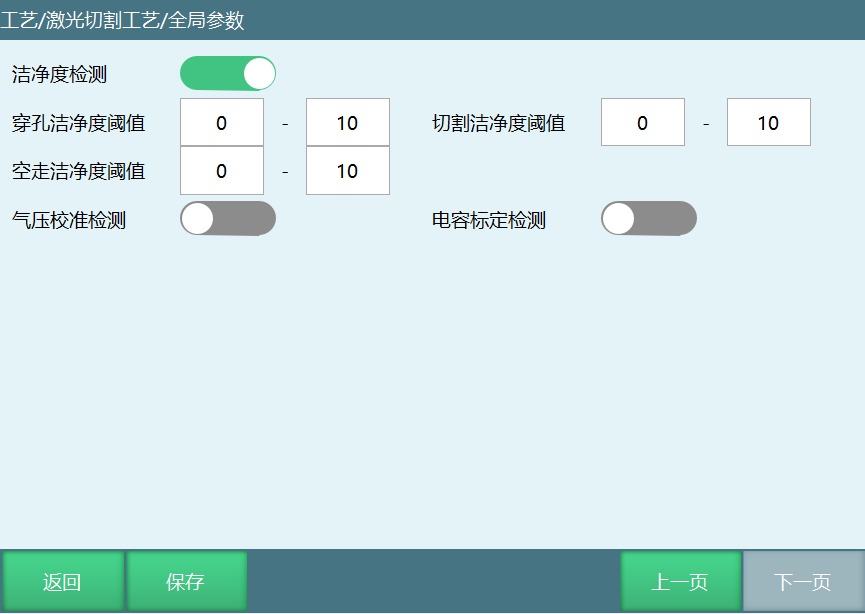 工艺/激光切割工艺/全局参数
洁净度检测
穿孔洁净度阈值 0 - 10 切割洁净度阈值 0 - 10
空走洁净度阈值 0 - 10
气压校准检测 电容标定检测
返回 保存 上一页 下一页